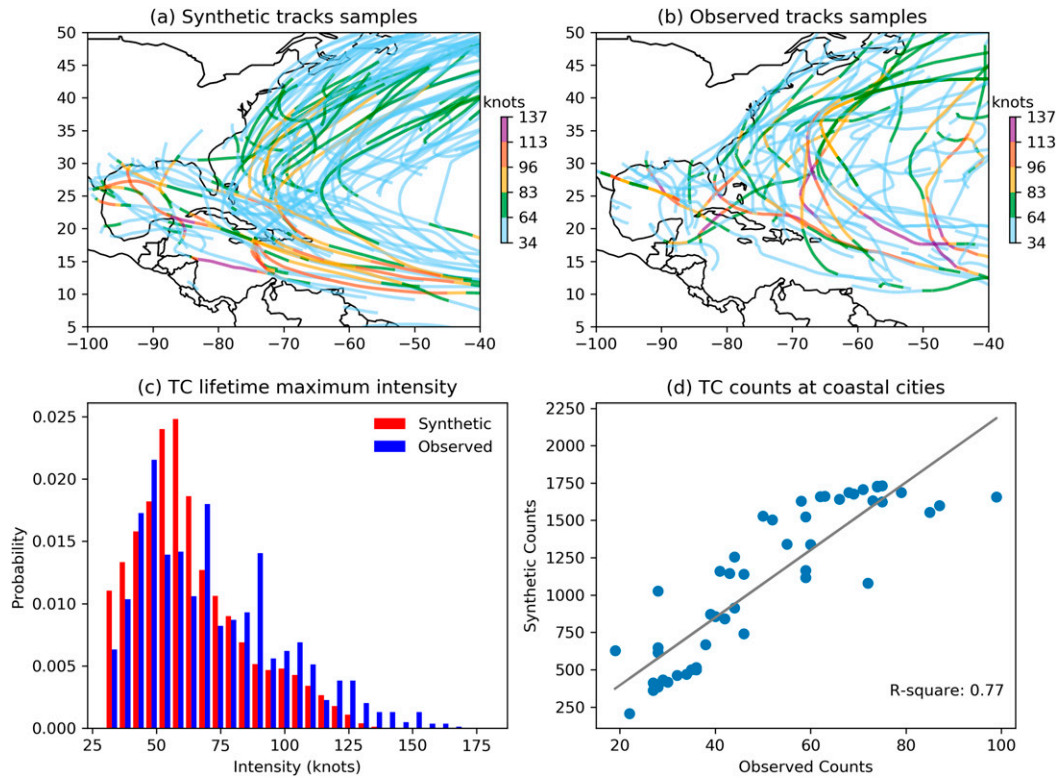 (a) Synthetic tracks samples
50
45
40
35
30
25
20
15
10
5
−100 −90 −80 −70 −60 −50 −40
knots
137
113
96
83
64
34
(b) Observed tracks samples
50
45
40
35
30
25
20
15
10
5
−100 −90 −80 −70 −60 −50 −40
knots
137
113
96
83
64
34
(c) TC lifetime maximum intensity
Synthetic
Observed
Probability
0.025
0.020
0.015
0.010
0.005
0.000
25 50 75 100 125 150 175
Intensity (knots)
(d) TC counts at coastal cities
Synthetic Counts
2250
2000
1750
1500
1250
1000
750
500
250
R-square: 0.77
20 40 60 80 100
Observed Counts